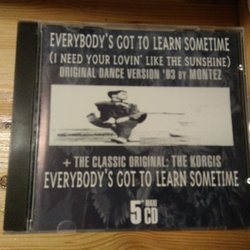 EVERYBODY'S GOT TO LEARN SOMETIME
(I NEED YOUR LOVIN' LIKE THE SUNSHINE)
ORIGINAL DANCE VERSION '93 BY MONTEZ
+ THE CLASSIC ORIGINAL: THE KORGIS
EVERYBODY'S GOT TO LEARN SOMETIME
5" MAXI
CD